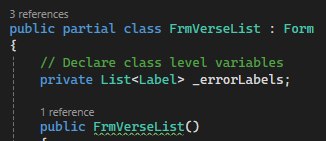 3 references
public partial class FrmVerseList : Form
{
// Declare class level variables
private List<Label> _errorLabels;
1 reference
public FrmVerseList()
{